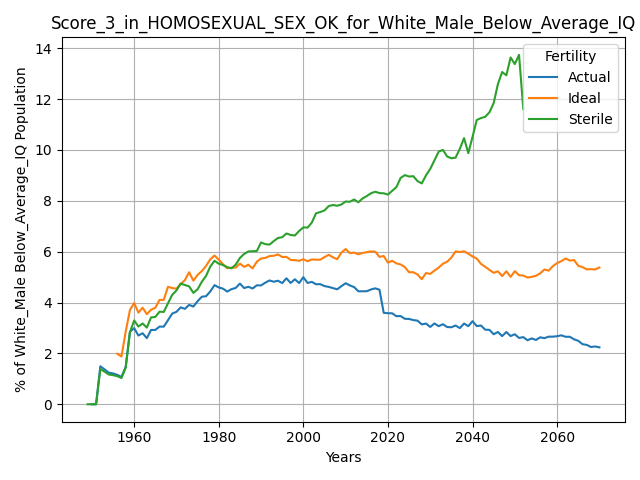 Score_3_in_HOMOSEXUAL_SEX_OK_for_White_Male_Below_Average_IQ
% of White_Male Below_Average_IQ Population
14
12
10
8
6
4
2
0
Fertility
Actual
Ideal
Sterile
1960 1980 2000 2020 2040 2060
Years